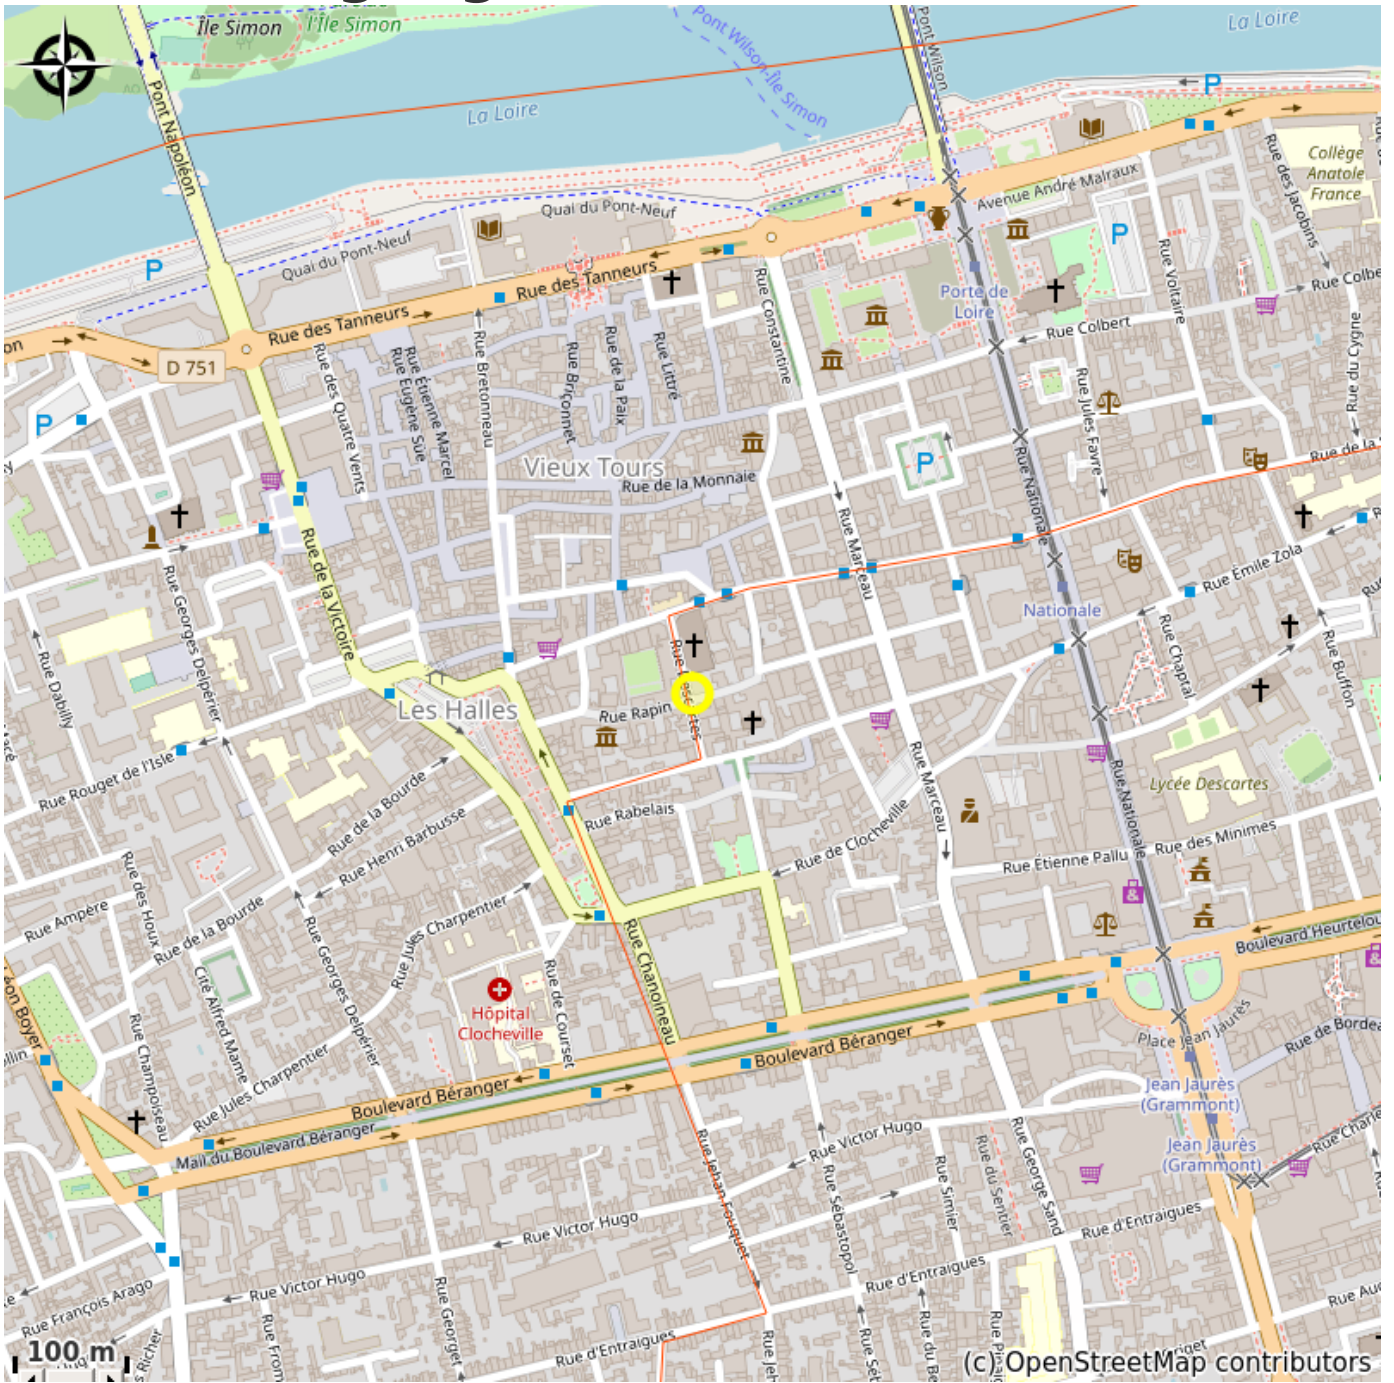 Île Simon
l'Île Simon
Pont Wilson-Île Simon
Pont Wilson
La Loire
Pont Napoléon
La Loire
Collège
Anatole
France
Rue des Jacobins
Avenue André Malraux
Quai du Pont-Neuf
Quai du Pont-Neuf
Rue des Tanneurs
Rue des Tanneurs
D 751
Porte de
Loire
Rue Colbert
Rue Voltaire
Rue du Cygne
Rue Constantine
Rue Littré
Rue de la Paix
Rue Briçonnet
Rue Bretonneau
Rue Étienne Marcel
Rue Eugène Sue
Rue des Quatre Vents
Rue Jules Favre
Vieux Tours
Rue de la Monnaie
Rue Nationale
Rue Marceau
Rue Émile Zola
Nationale
Rue de la Victoire
Rue Georges Delpérier
Rue Dabilly
Rue Chaptal
Rue Buffon
Les Halles
Rue Rapin
Rue Rouget de l'Isle
Rue de la Bourde
Rue Henri Barbusse
Rue Rabelais
Rue Marceau
Rue de Clocheville
Rue Nationale
Lycée Descartes
Rue des Minimes
Rue Étienne Pallu
Rue Ampère
Rue des Houx
Rue de la Bourde
Rue Jules Charpentier
Rue Georges Delpérier
Cité Alfred Mame
Rue Chanoineau
Rue de Courset
Hôpital
Clocheville
Boulevard Heurteloup
Place Jean Jaurès
Boulevard Béranger
Boulevard Béranger
Mail du Boulevard Béranger
Rue Champoiseau
Rue Jules Charpentier
Jean Jaurès
(Grammont)
Jean Jaurès
(Grammont)
Rue Victor Hugo
Rue Jehan Fouquet
Rue Sébastopol
Rue Simier
Rue du Sentier
Rue George Sand
Rue Victor Hugo
Rue d'Entraigues
Rue d'Entraigues
Rue Victor Hugo
Rue François Arago
Rue Georget
Rue d'Entraigues
100 m
(c) OpenStreetMap contributors